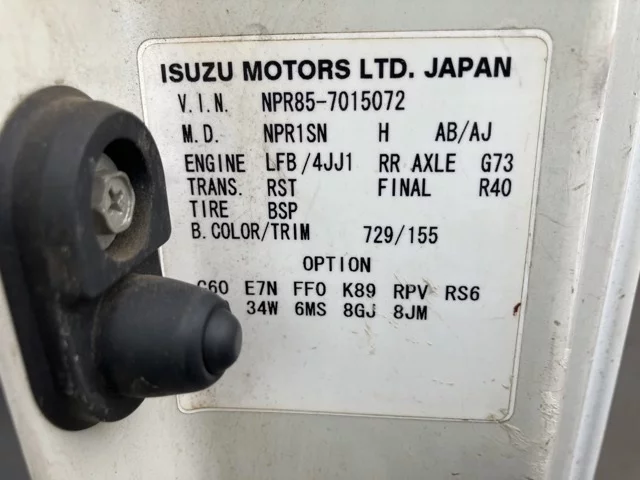 ISUZU MOTORS LTD. JAPAN
V.I.N. NPR85-7015072
M.D. NPR1SN H AB/AJ
ENGINE LFB/4JJ1 RR AXLE G73
TRANS. RST FINAL R40
TIRE BSP
B.COLOR/TRIM 729/155
OPTION
E7N FF0 K89 RPV RS6
34W 6MS 8GJ 8JM